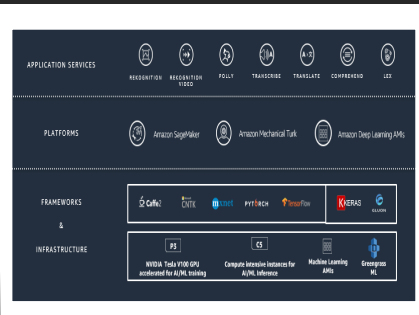 APPLICATION SERVICES
REKOGNITION
REKOGNITION
VIDEO
POLLY
TRANSCRIBE
TRANSLATE
COMPREHEND
LEX
PLATFORMS
Amazon SageMaker
Amazon Mechanical Turk
Amazon Deep Learning AMIs
FRAMEWORKS
&
INFRASTRUCTURE
Caffe2
CNTK
mxnet
PYTORCH
TensorFlow
K KERAS
GLUON
P3
NVIDIA Tesla V100 GPU
accelerated for AI/ML training
C5
Compute intensive instances for
AI/ML Inference
Machine Learning
AMIs
Greengrass
ML